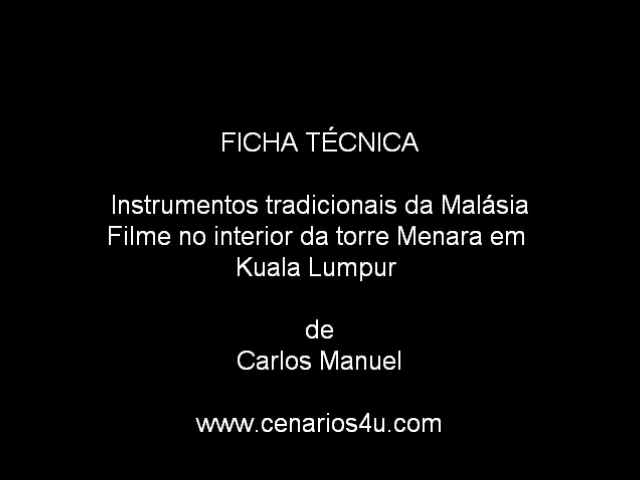 FICHA TÉCNICA
Instrumentos tradicionais da Malásia
Filme no interior da torre Menara em
Kuala Lumpur
de
Carlos Manuel
www.cenarios4u.com